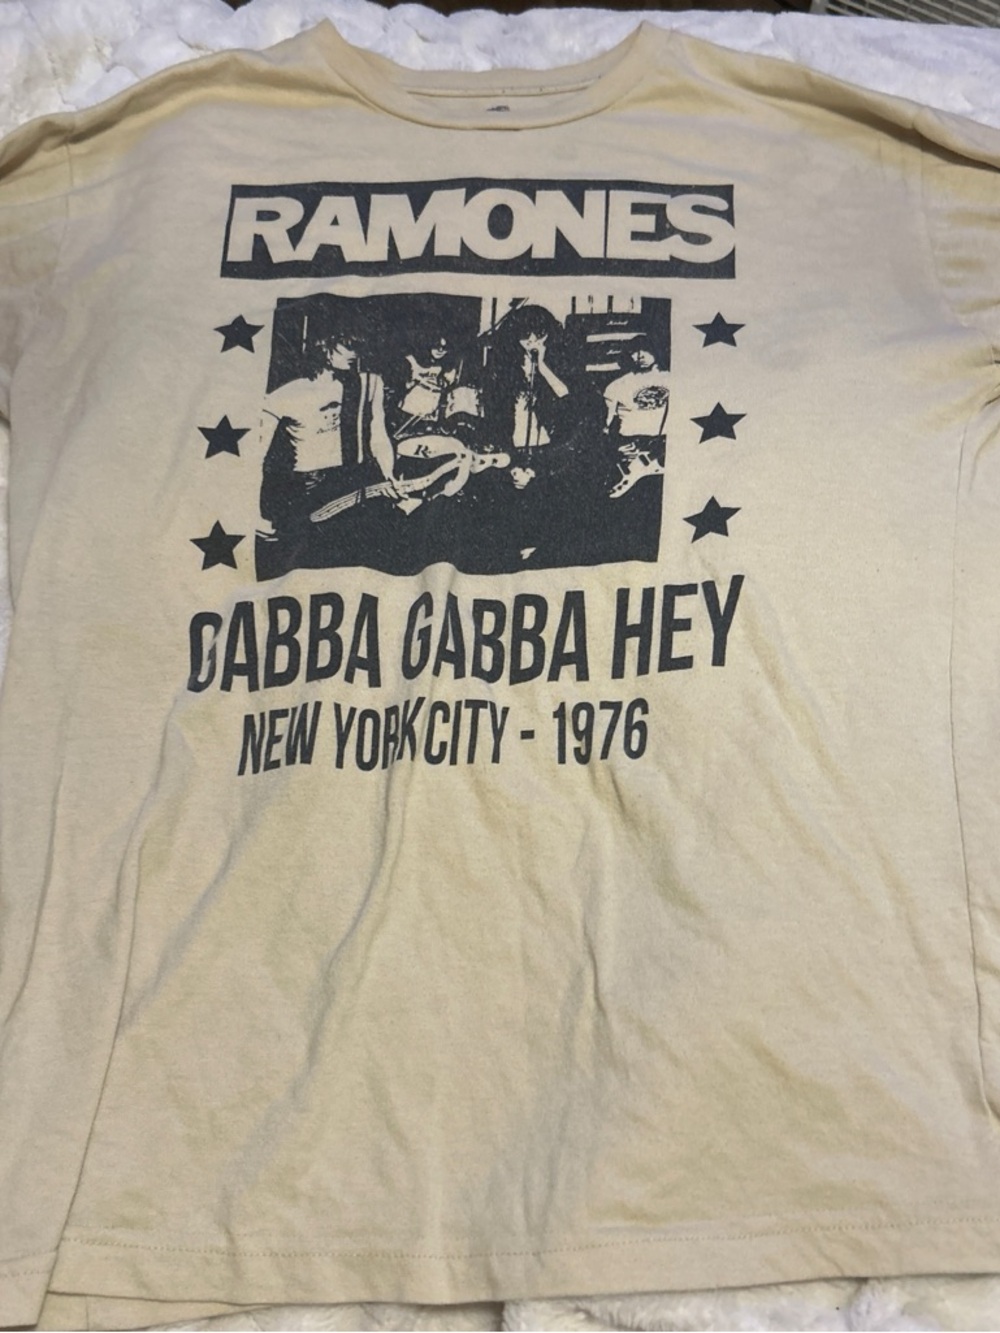 RAMONES
GABBA GABBA HEY
NEW YORK CITY - 1976